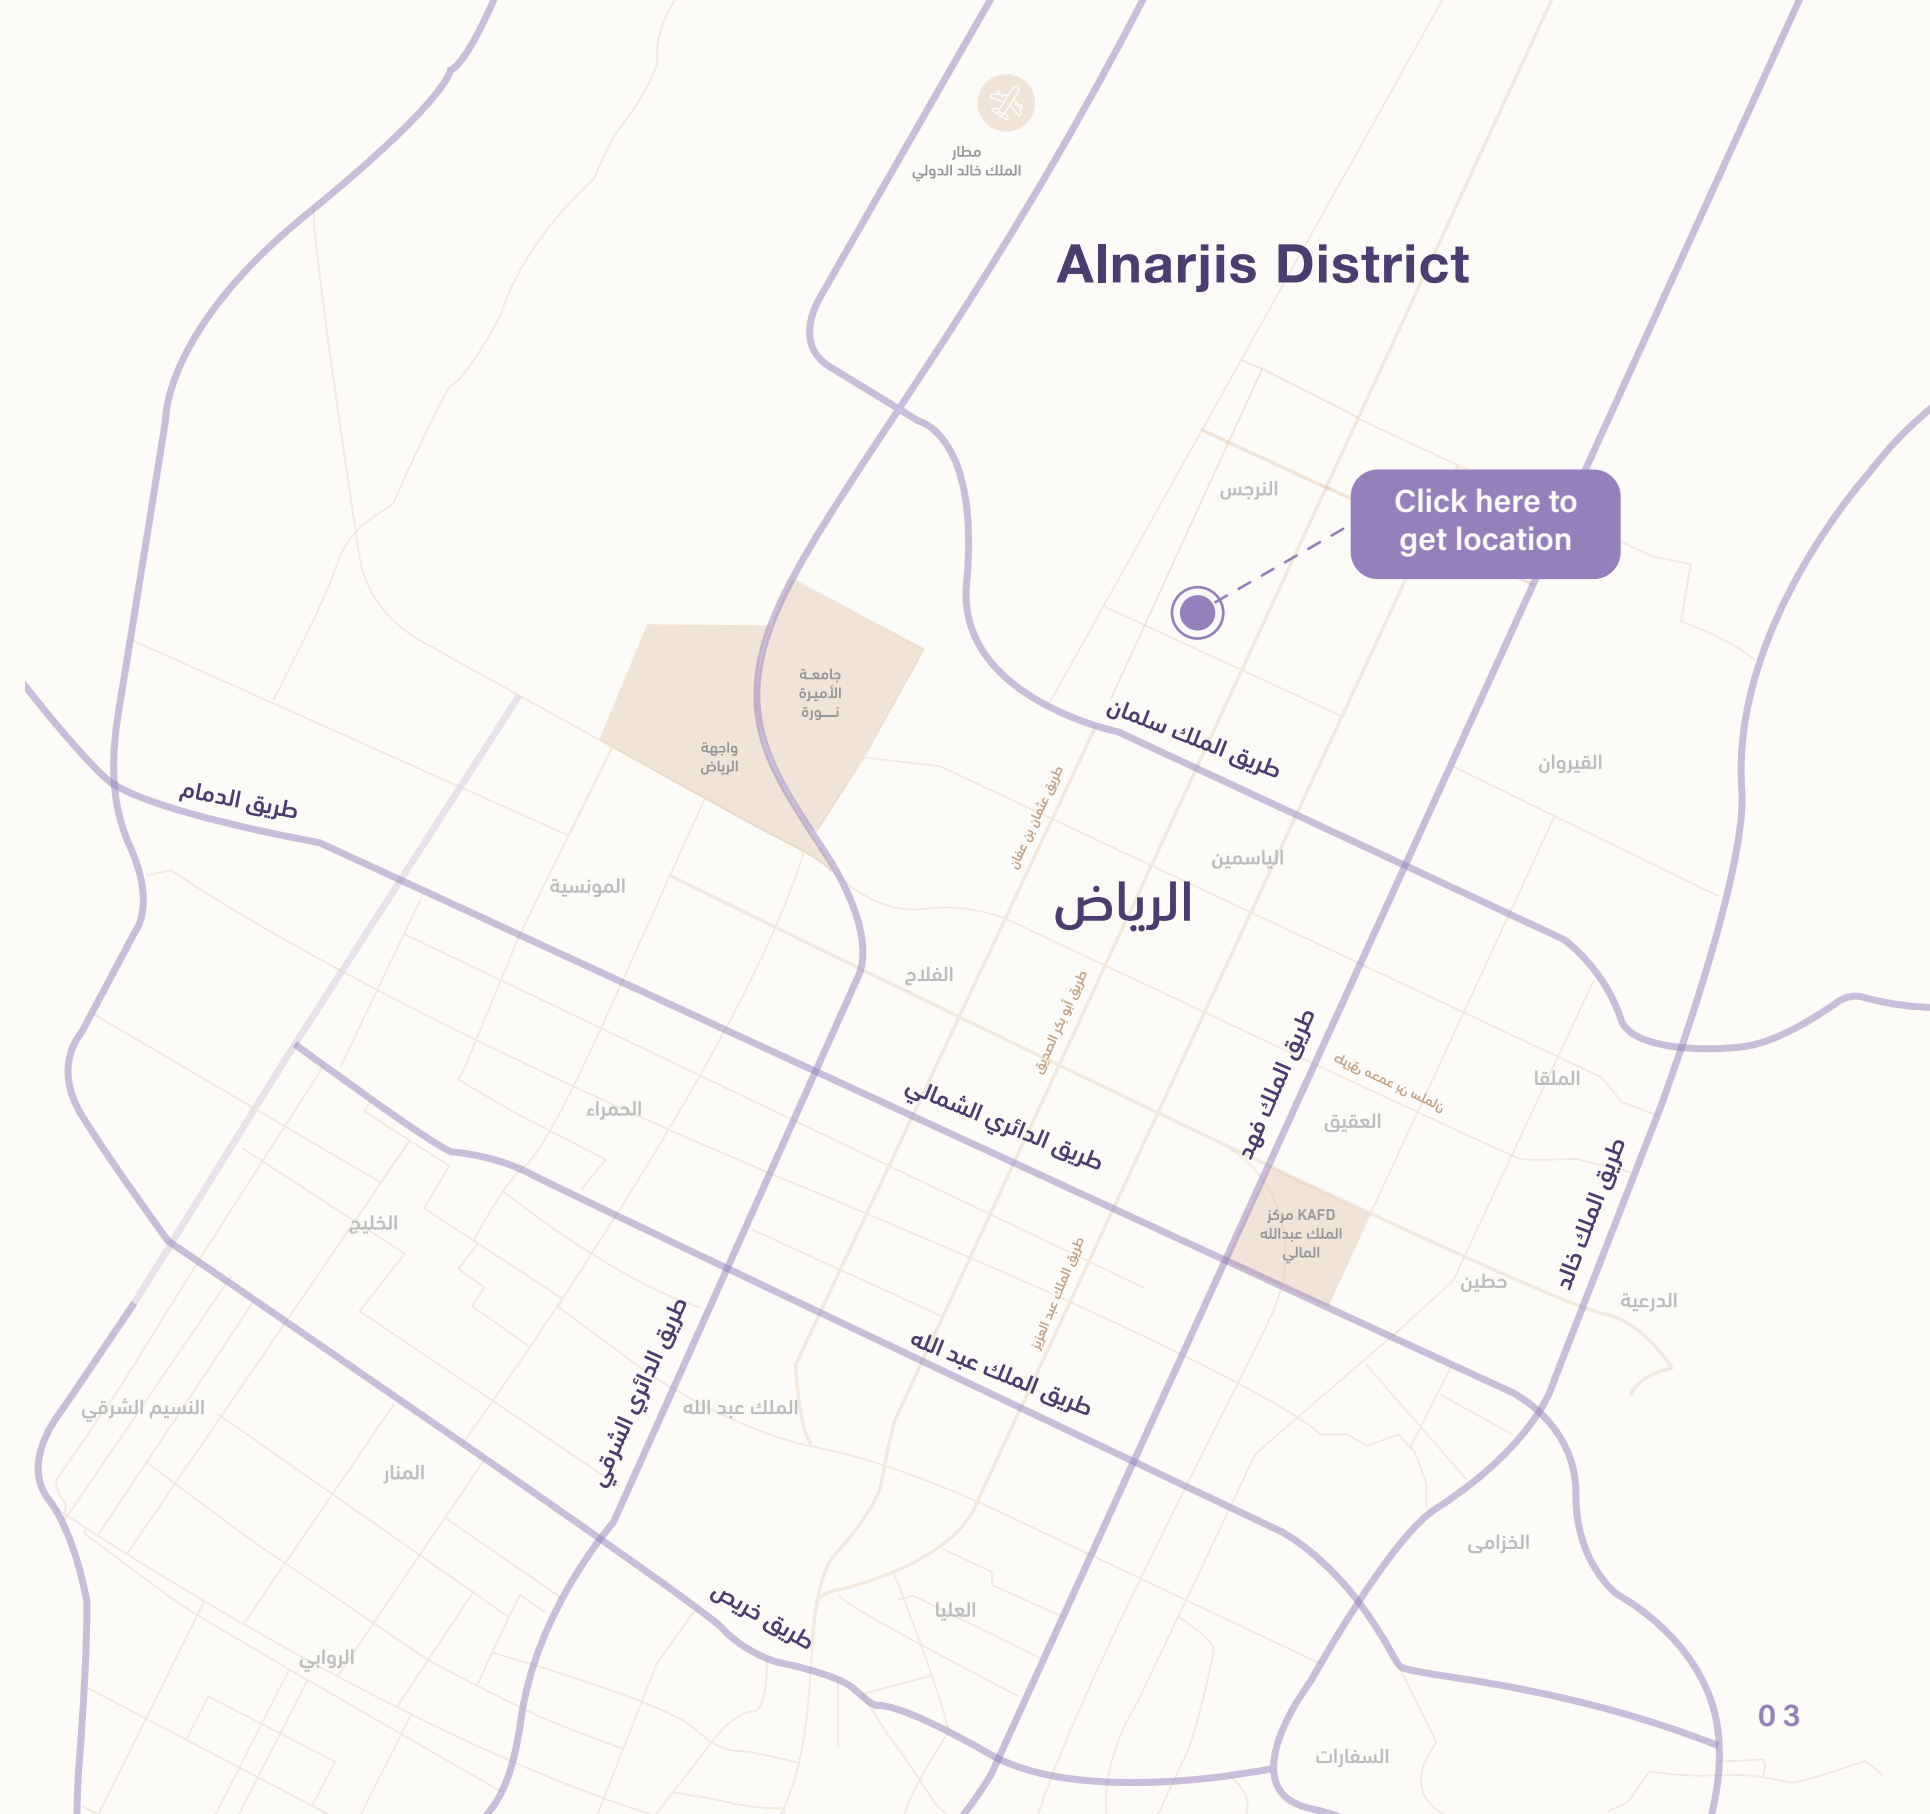 مطار
الملك خالد الدولي
Alnarjis District
النرجس
Click here to
get location
جامعـة
الأميرة
نـــورة
واجهة
الرياض
طريق الملك سلمان
القيروان
طريق الدمام
طريق عثمان بن عفان
الياسمين
المونسية
الرياض
الفلاح
طريق أبو بكر الصديق
طريق الملك فهد
الملقا
الحمراء
طريق الدائري الشمالي
العقيق
طريق الملك خالد
الخليج
KAFD مركز
الملك عبدالله
المالي
طريق الملك عبد العزيز
حطين
الدرعية
طريق الدائري الشرقي
طريق الملك عبد الله
النسيم الشرقي
الملك عبد الله
المنار
الخزامى
طريق خريص
العليا
الروابي
03
السفارات